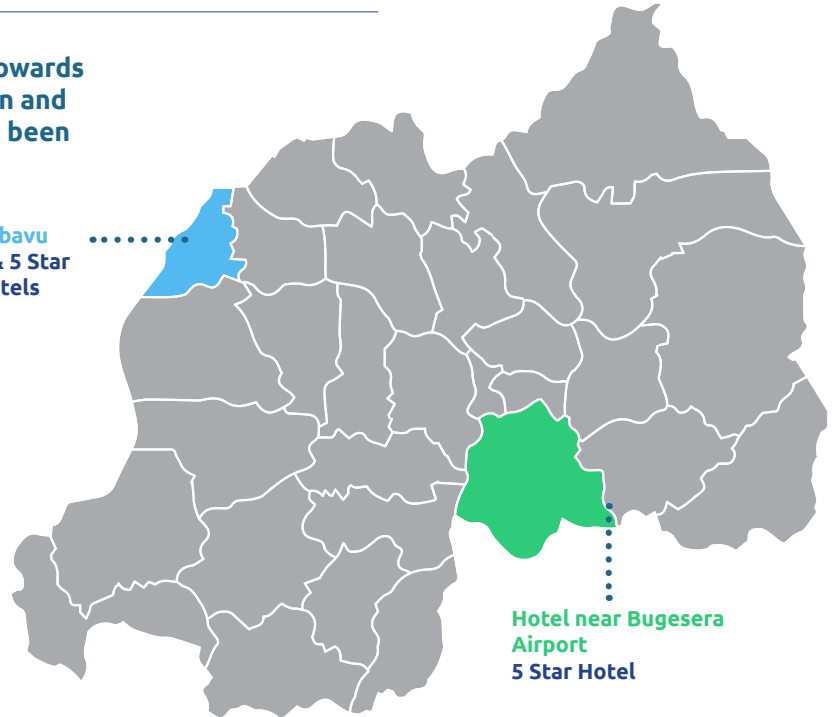 owards
n and
been
bavu
& 5 Star
tels
Hotel near Bugesera
Airport
5 Star Hotel